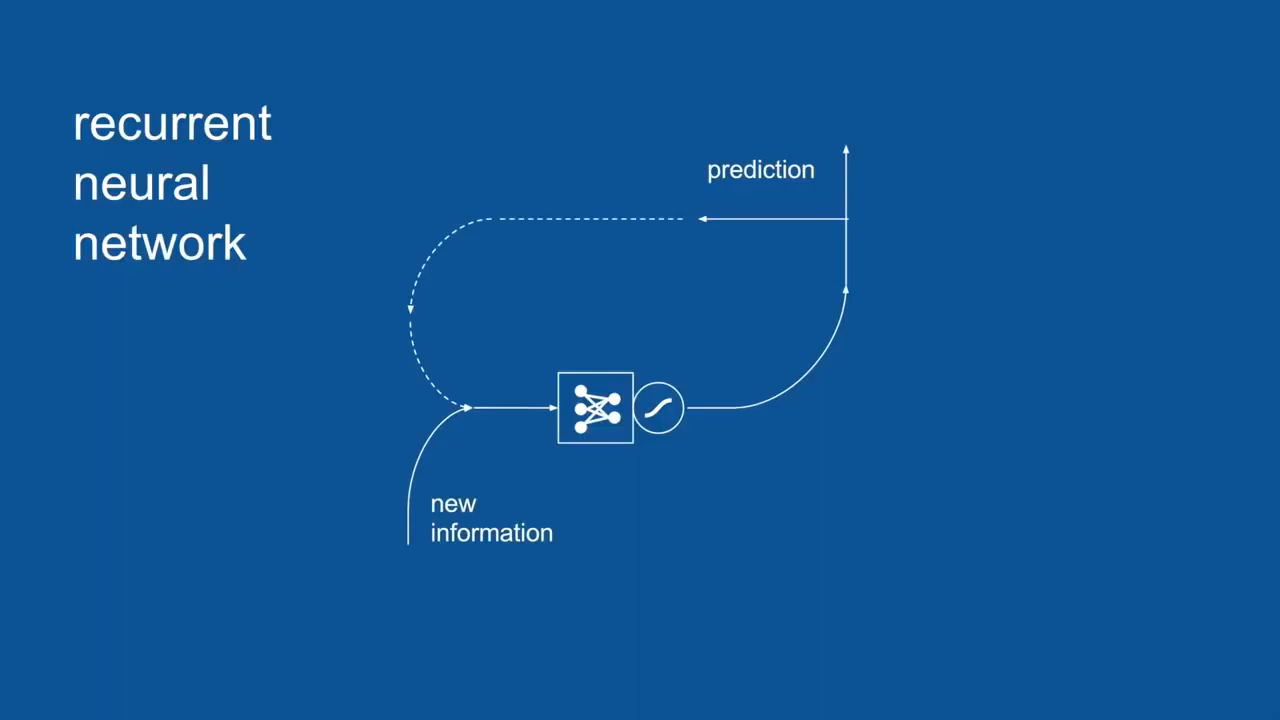 recurrent
neural
network
prediction
new
information